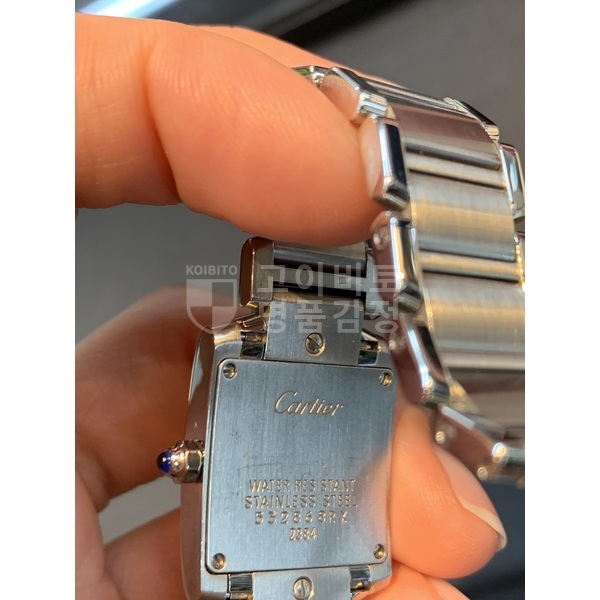 KOIBITO
고이비토
명품감정
Cartier
WATER RESISTANT
STAINLESS STEEL
2384